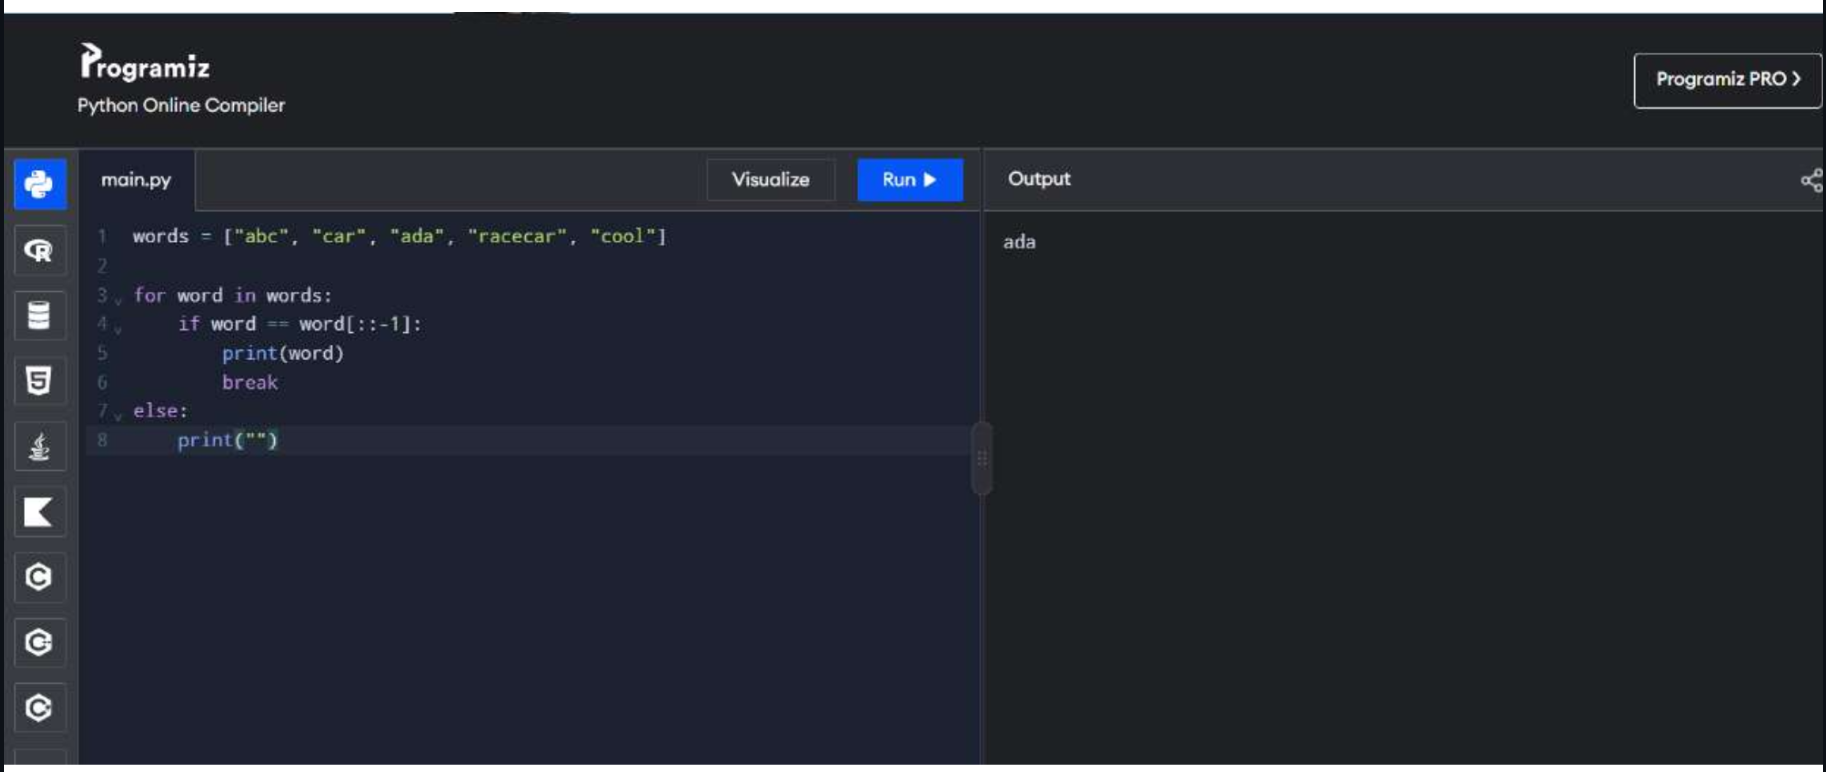 Programiz
Python Online Compiler
Programiz PRO >
main.py
Visualize
Run
Output
1 words = ["abc", "car", "ada", "racecar", "cool"]
2
3 for word in words:
4     if word == word[::-1]:
5         print(word)
6         break
7 else:
8     print("")
ada